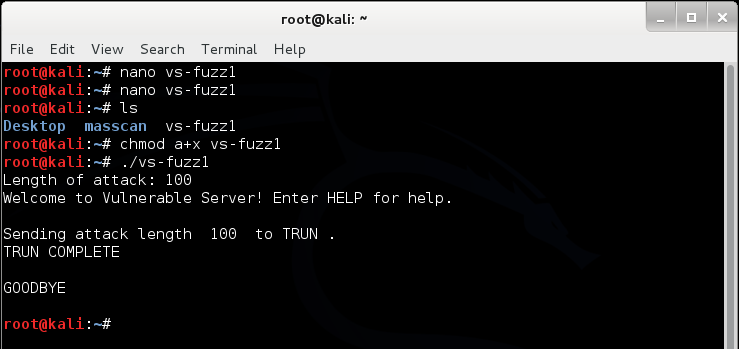 root@kali: ~
File Edit View Search Terminal Help
root@kali:~# nano vs-fuzz1
root@kali:~# nano vs-fuzz1
root@kali:~# ls
Desktop  masscan  vs-fuzz1
root@kali:~# chmod a+x vs-fuzz1
root@kali:~# ./vs-fuzz1
Length of attack: 100
Welcome to Vulnerable Server! Enter HELP for help.
Sending attack length  100  to TRUN .
TRUN COMPLETE
GOODBYE
root@kali:~#